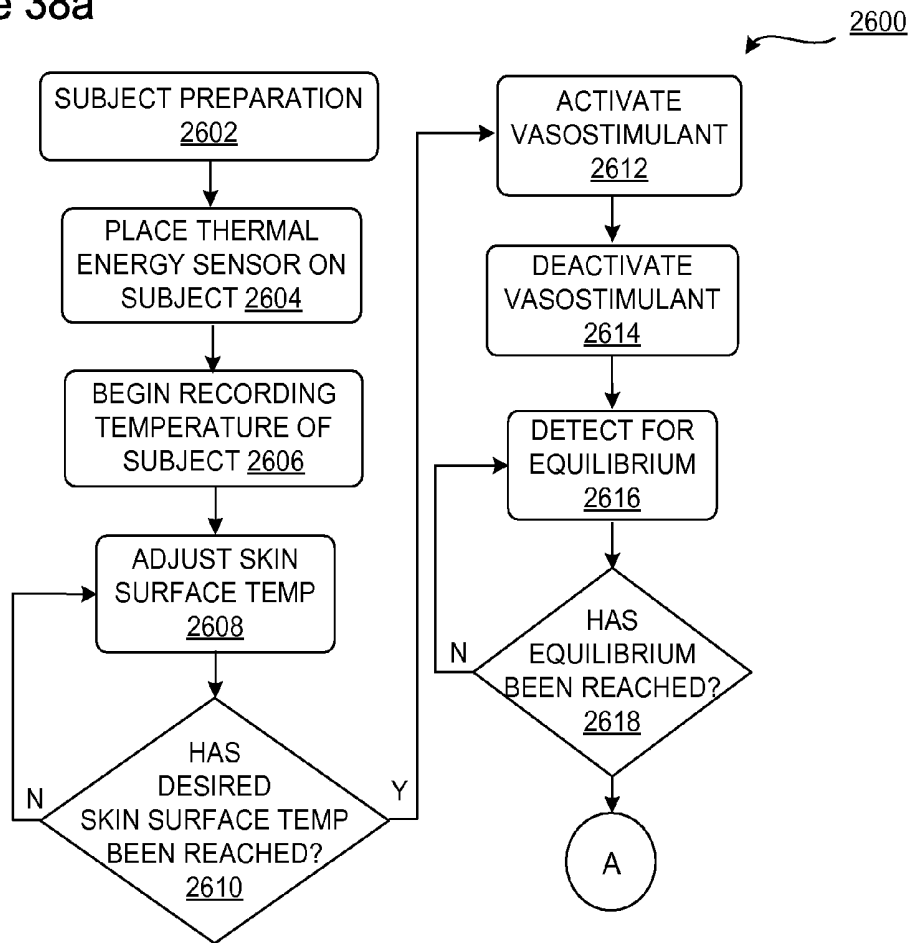 e 38a
2600
SUBJECT PREPARATION
2602
PLACE THERMAL
ENERGY SENSOR ON
SUBJECT 2604
BEGIN RECORDING
TEMPERATURE OF
SUBJECT 2606
ADJUST SKIN
SURFACE TEMP
2608
HAS
DESIRED
SKIN SURFACE TEMP
BEEN REACHED?
2610
N
Y
ACTIVATE
VASOSTIMULANT
2612
DEACTIVATE
VASOSTIMULANT
2614
DETECT FOR
EQUILIBRIUM
2616
HAS
EQUILIBRIUM
BEEN REACHED?
2618
N
A